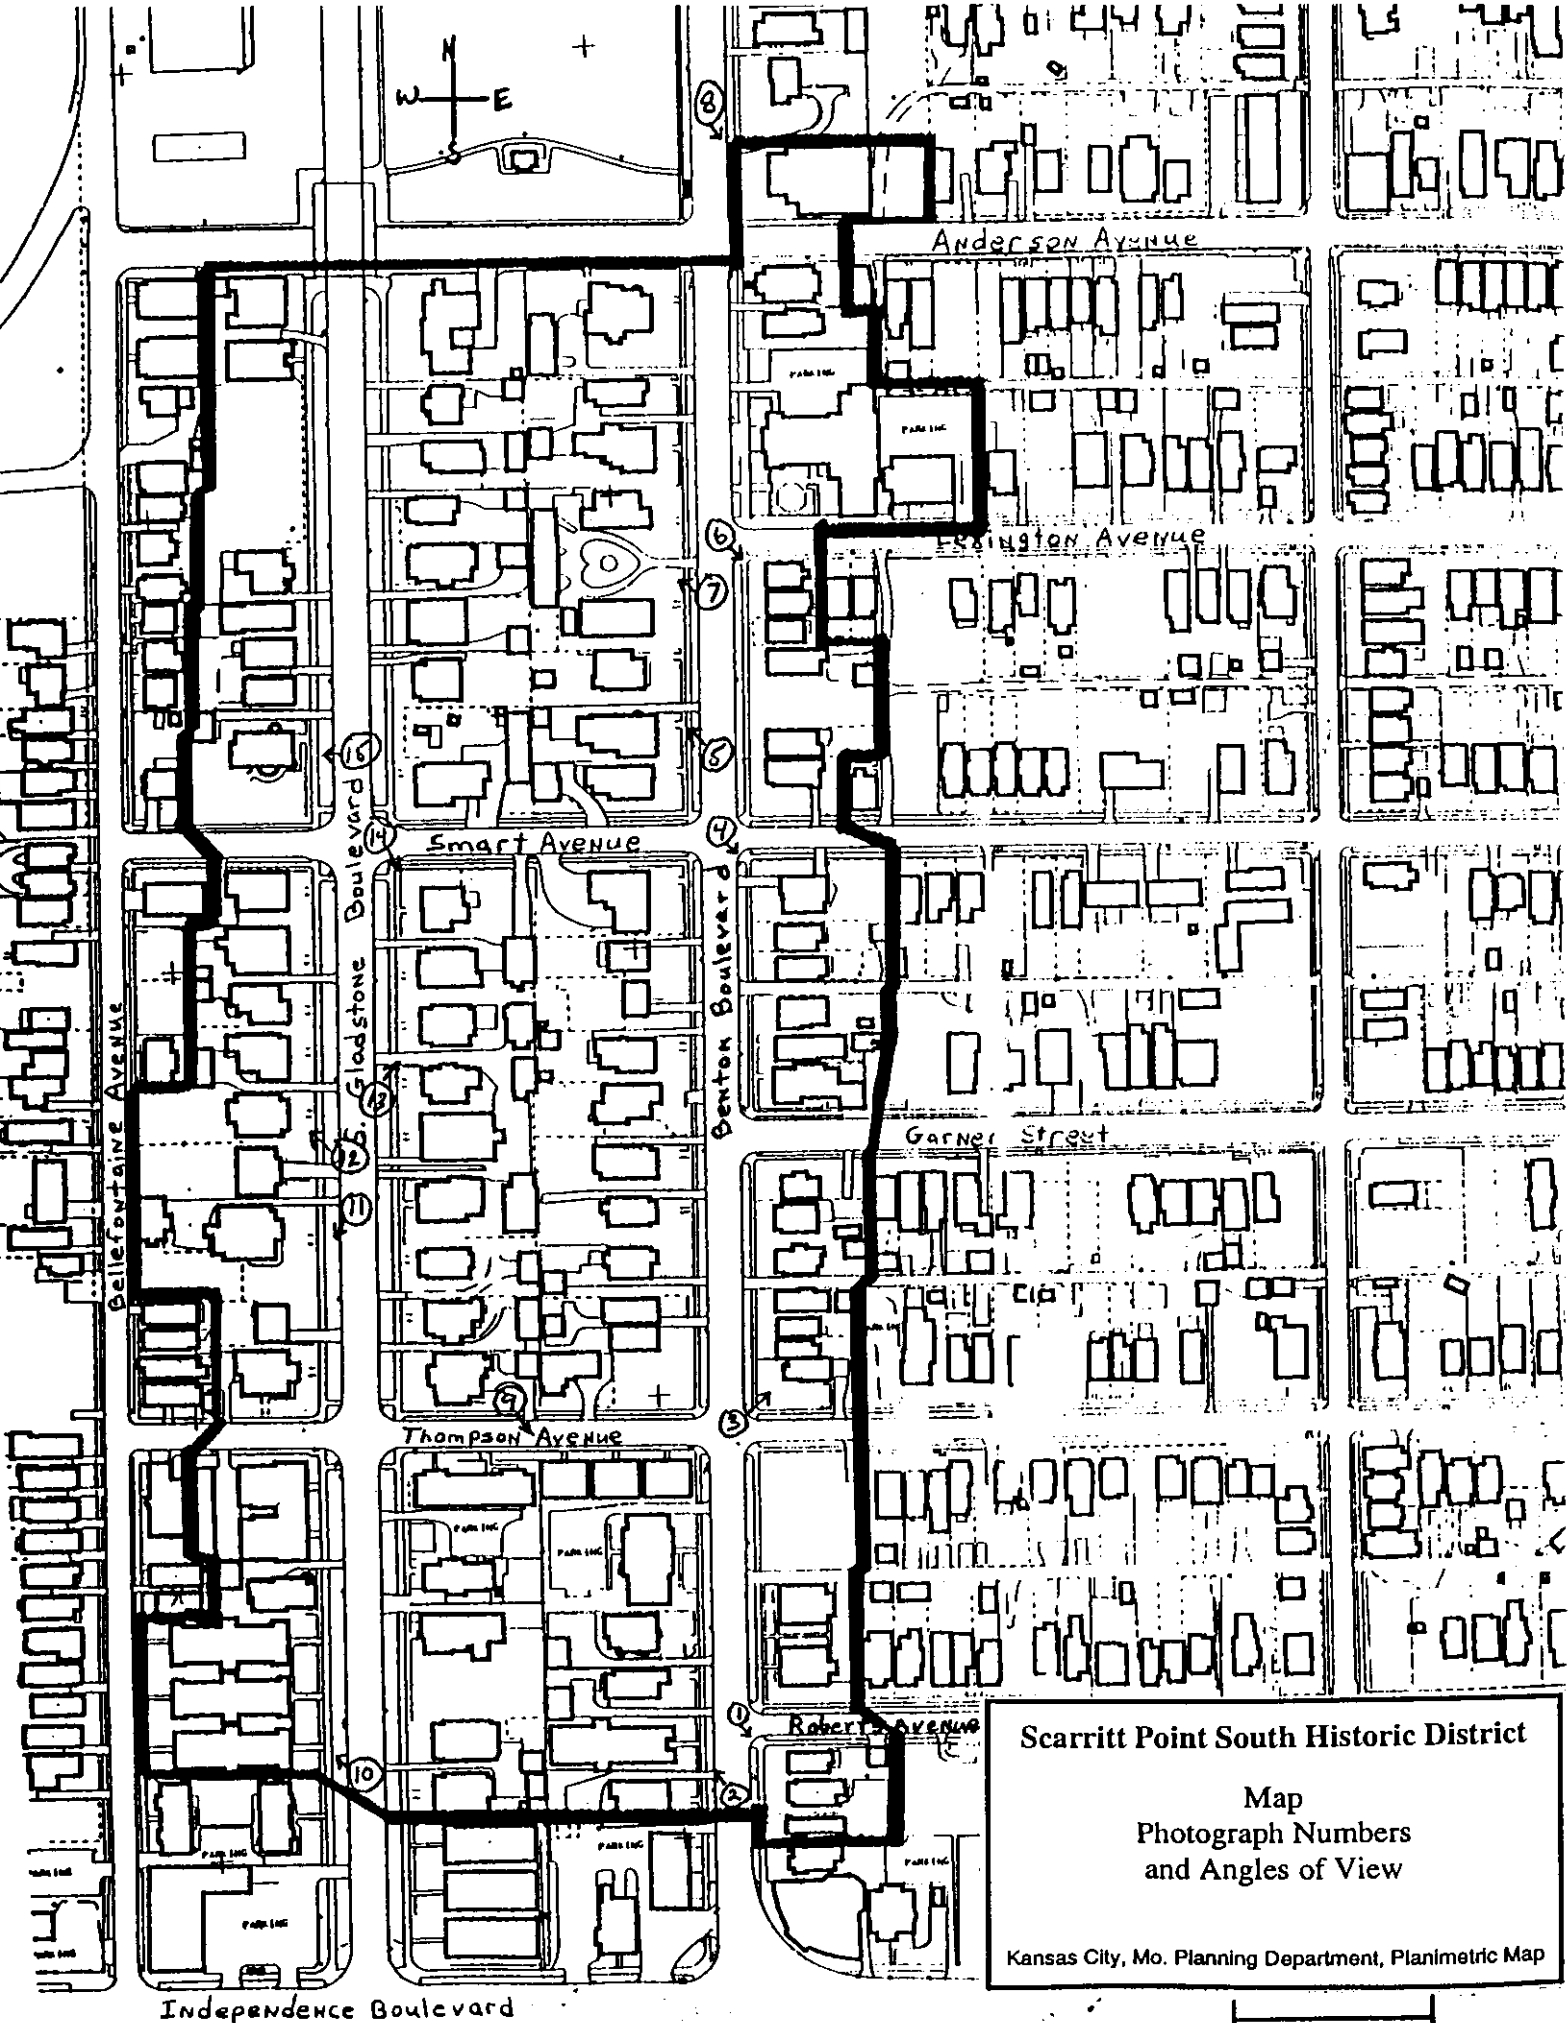 N
W E
S
8
Anderson Avenue
PARKING
PARKING
6
Lexington Avenue
7
15
5
Gladstone Boulevard
14
Smart Avenue
4
Benton Boulevard
Bellefontaine Avenue
13
S.
Garner Street
12
11
PARKING
9
3
Thompson Avenue
PARKING
PARKING
1
Roberts Avenue
10
2
Scarritt Point South Historic District
Map
Photograph Numbers
and Angles of View
Kansas City, Mo. Planning Department, Planimetric Map
PARKING
PARKING
PARKING
PARKING
PARKING
PARKING
Independence Boulevard